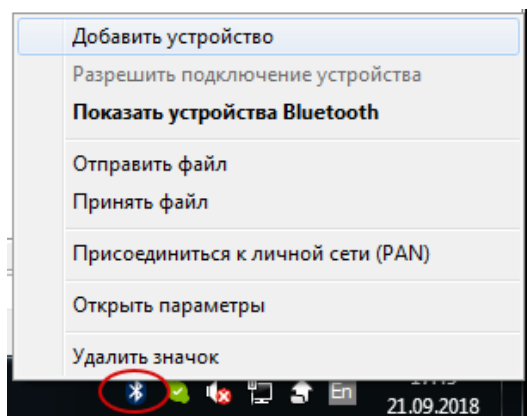 Добавить устройство
Разрешить подключение устройства
Показать устройства Bluetooth
Отправить файл
Принять файл
Присоединиться к личной сети (PAN)
Открыть параметры
Удалить значок
En
21.09.2018